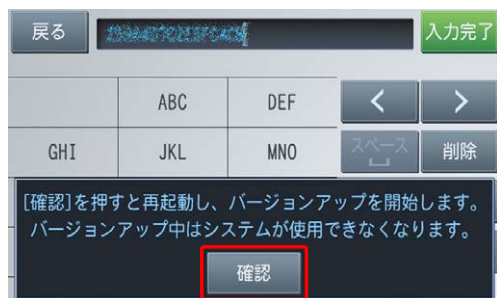 戻る
入力完了
ABC
DEF
<
>
GHI
JKL
MNO
スペース
削除
[確認]を押すと再起動し、バージョンアップを開始します。
バージョンアップ中はシステムが使用できなくなります。
確認